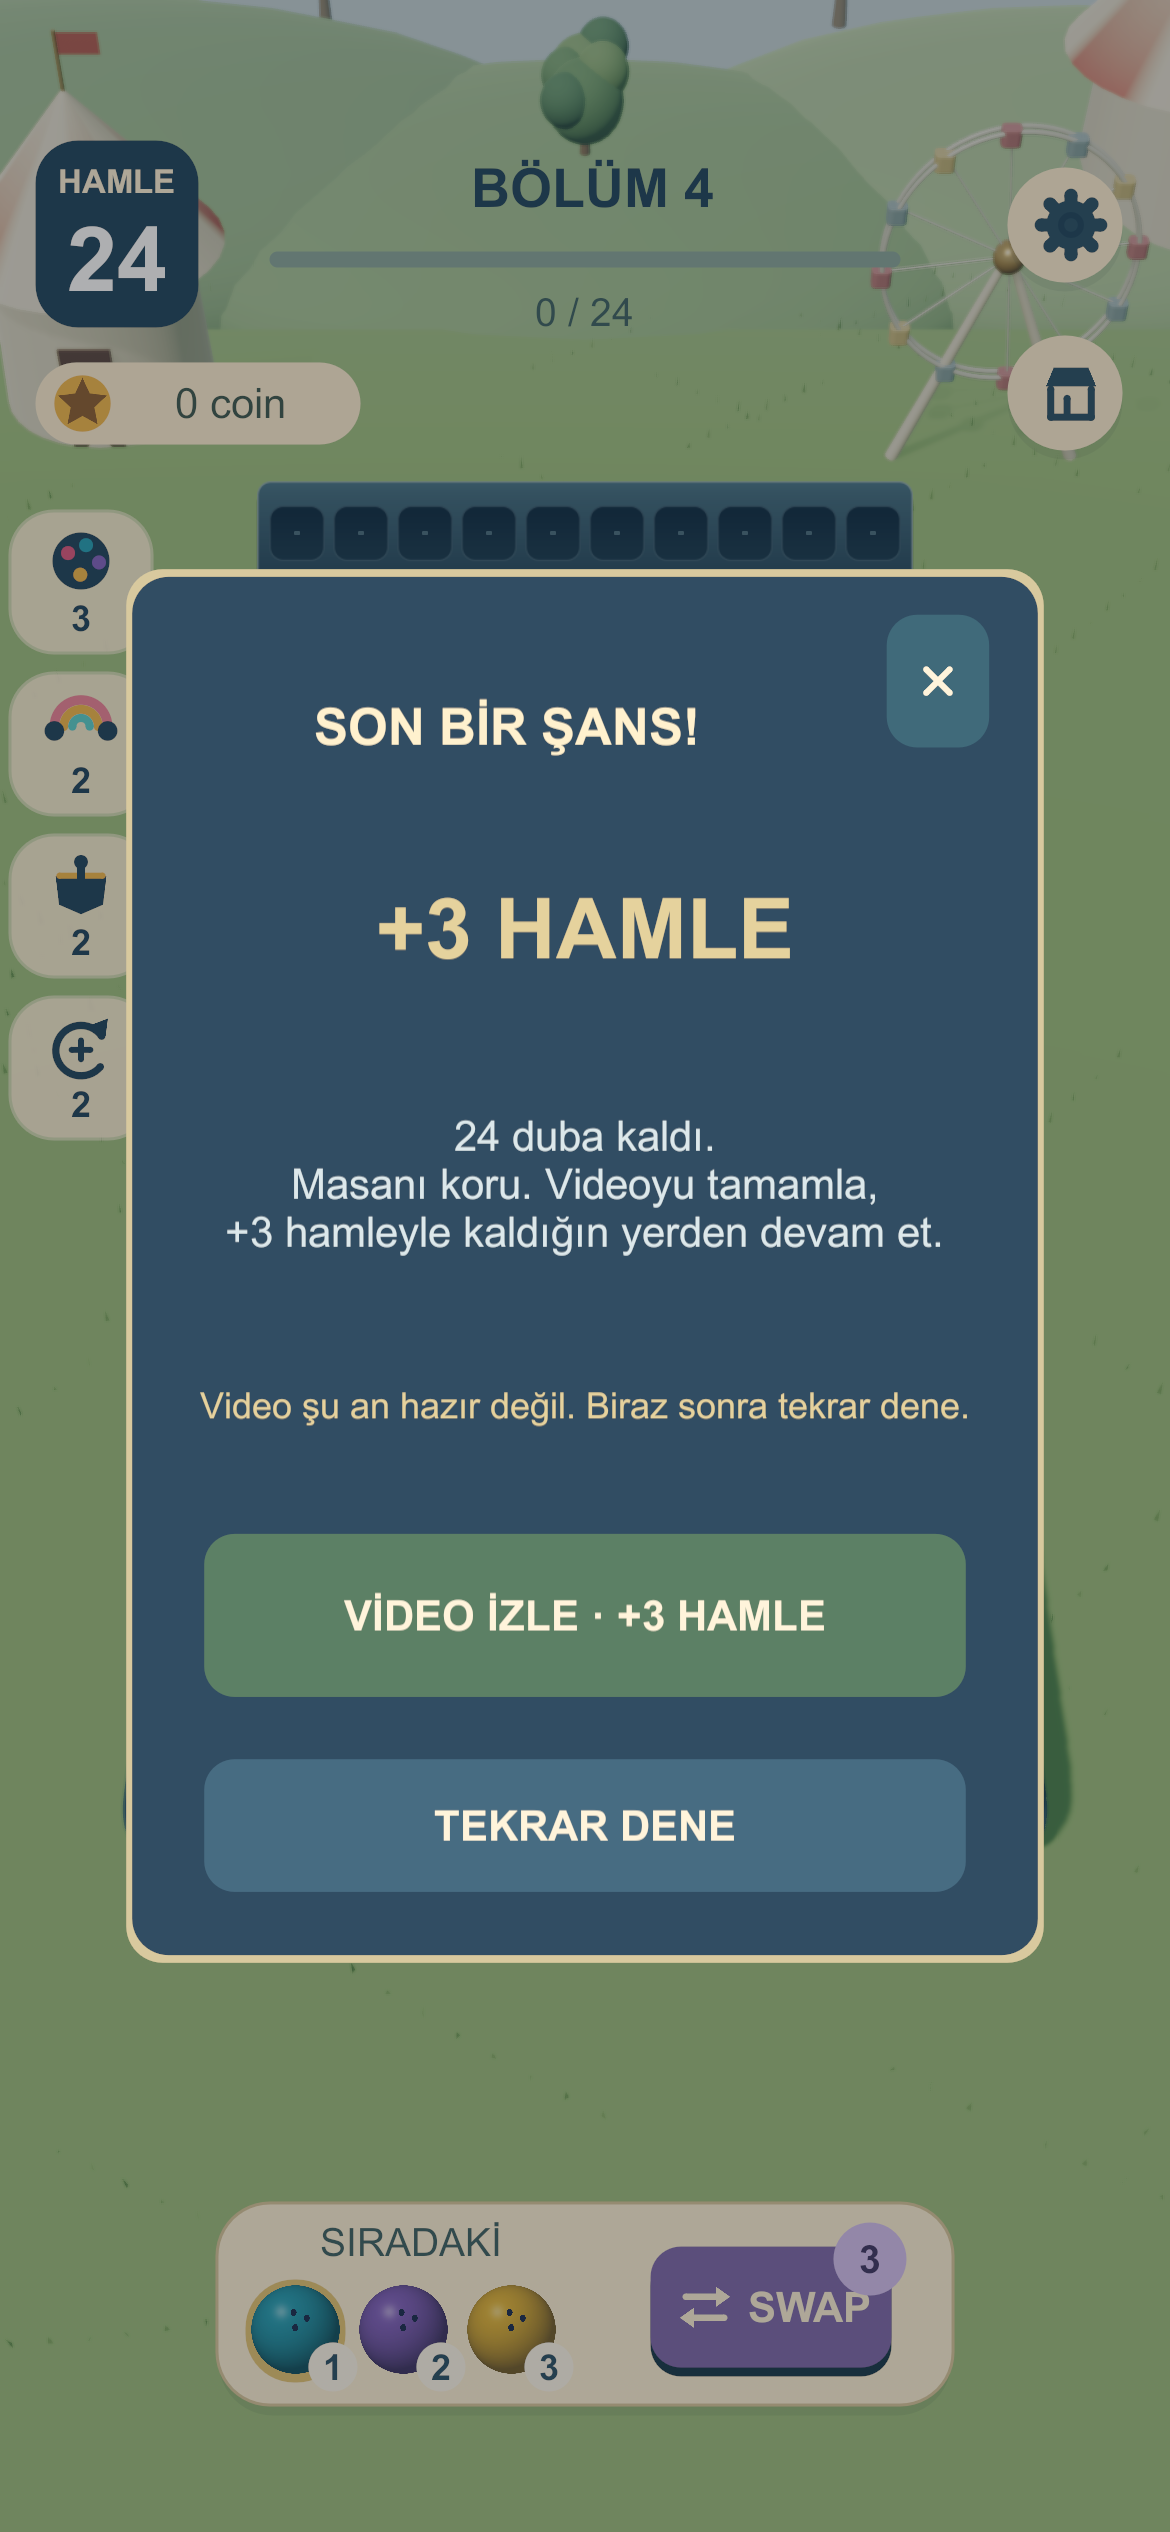 HAMLE
24
BÖLÜM 4
0 / 24
0 coin
3
2
2
2
SON BİR ŞANS!
+3 HAMLE
24 duba kaldı.
Masanı koru. Videoyu tamamla,
+3 hamleyle kaldığın yerden devam et.
Video şu an hazır değil. Biraz sonra tekrar dene.
VİDEO İZLE · +3 HAMLE
TEKRAR DENE
SIRADAKİ
1
2
3
3
SWAP